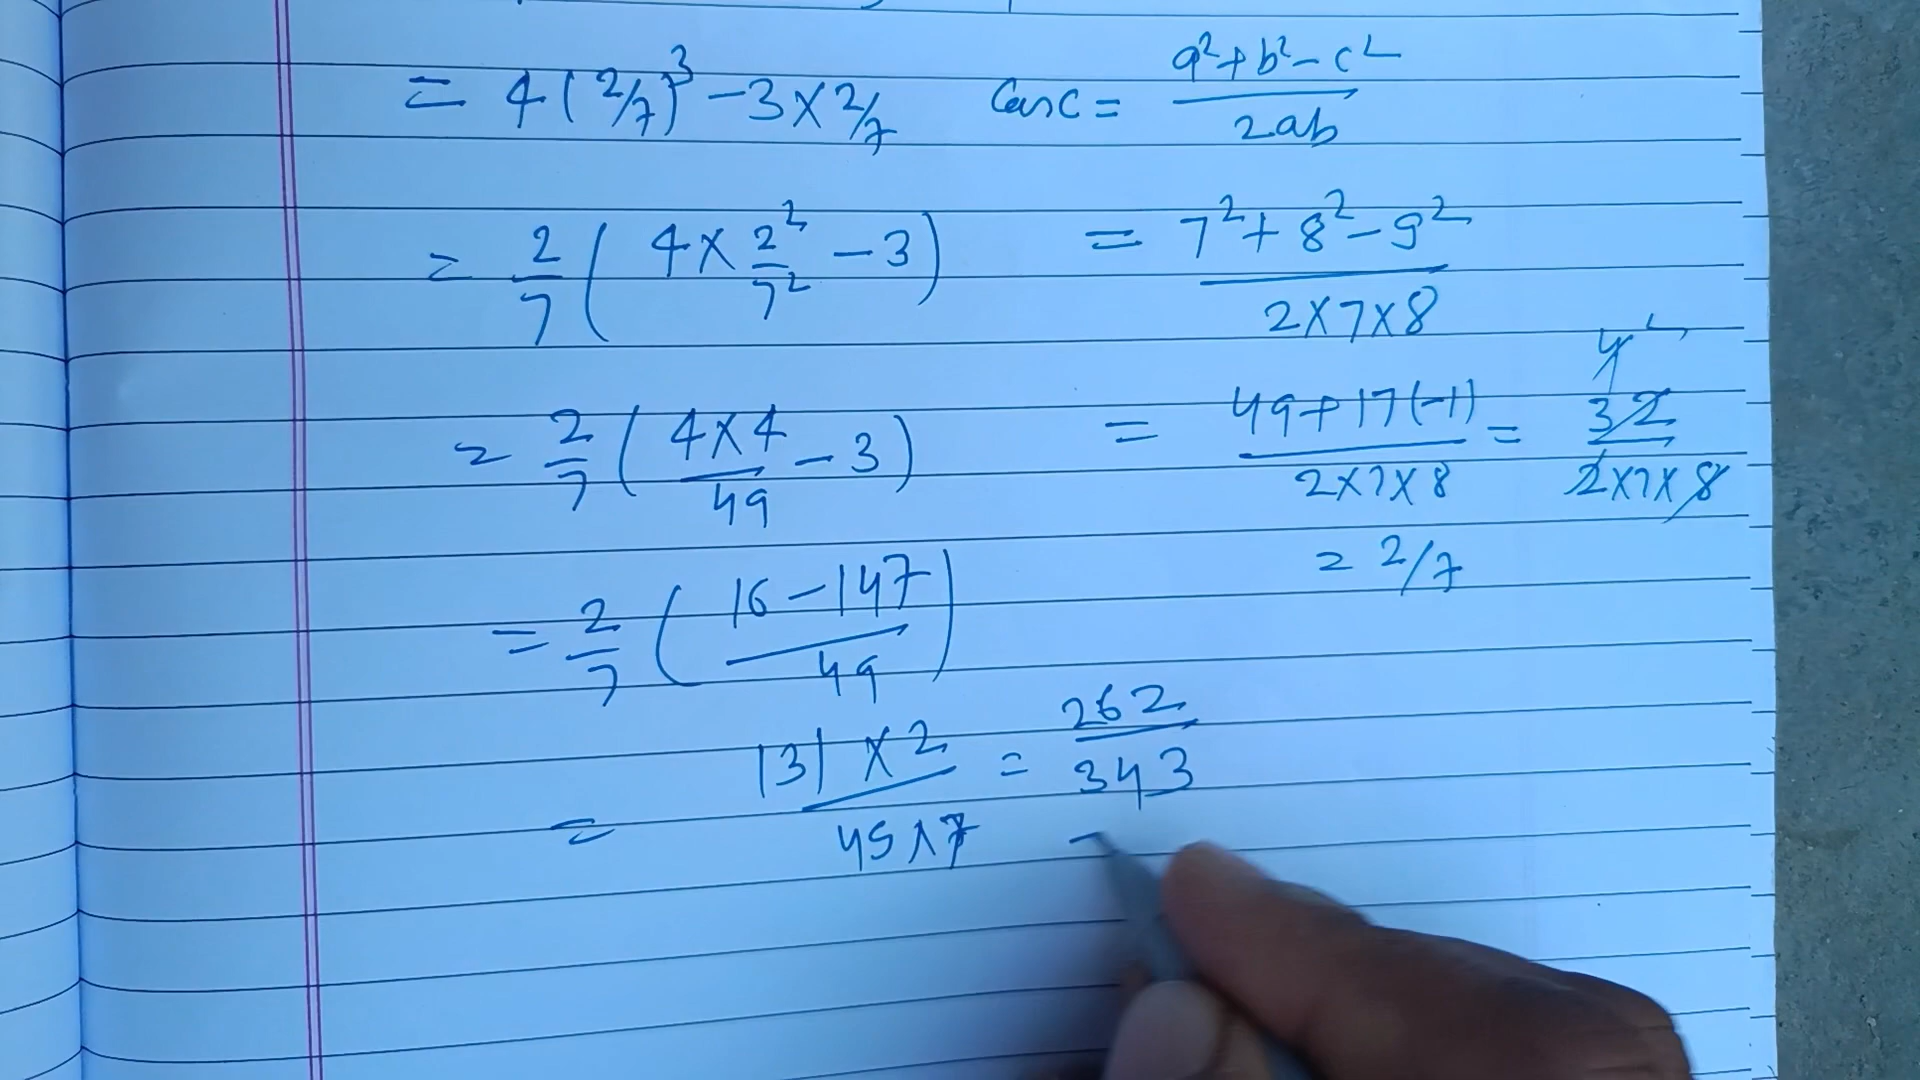 = 4(2/7)³ - 3×2/7   Cos C = (a²+b²-c²)/(2ab)
= 2/7 (4×2²/7² - 3)   = (7²+8²-9²)/(2×7×8)
= 2/7 (4×4/49 - 3)   = (49+17(-1))/(2×7×8) = 32/(2×7×8)
= 2/7
= 2/7 ((16-147)/49)
= (131×2)/(49×7) = 262/343